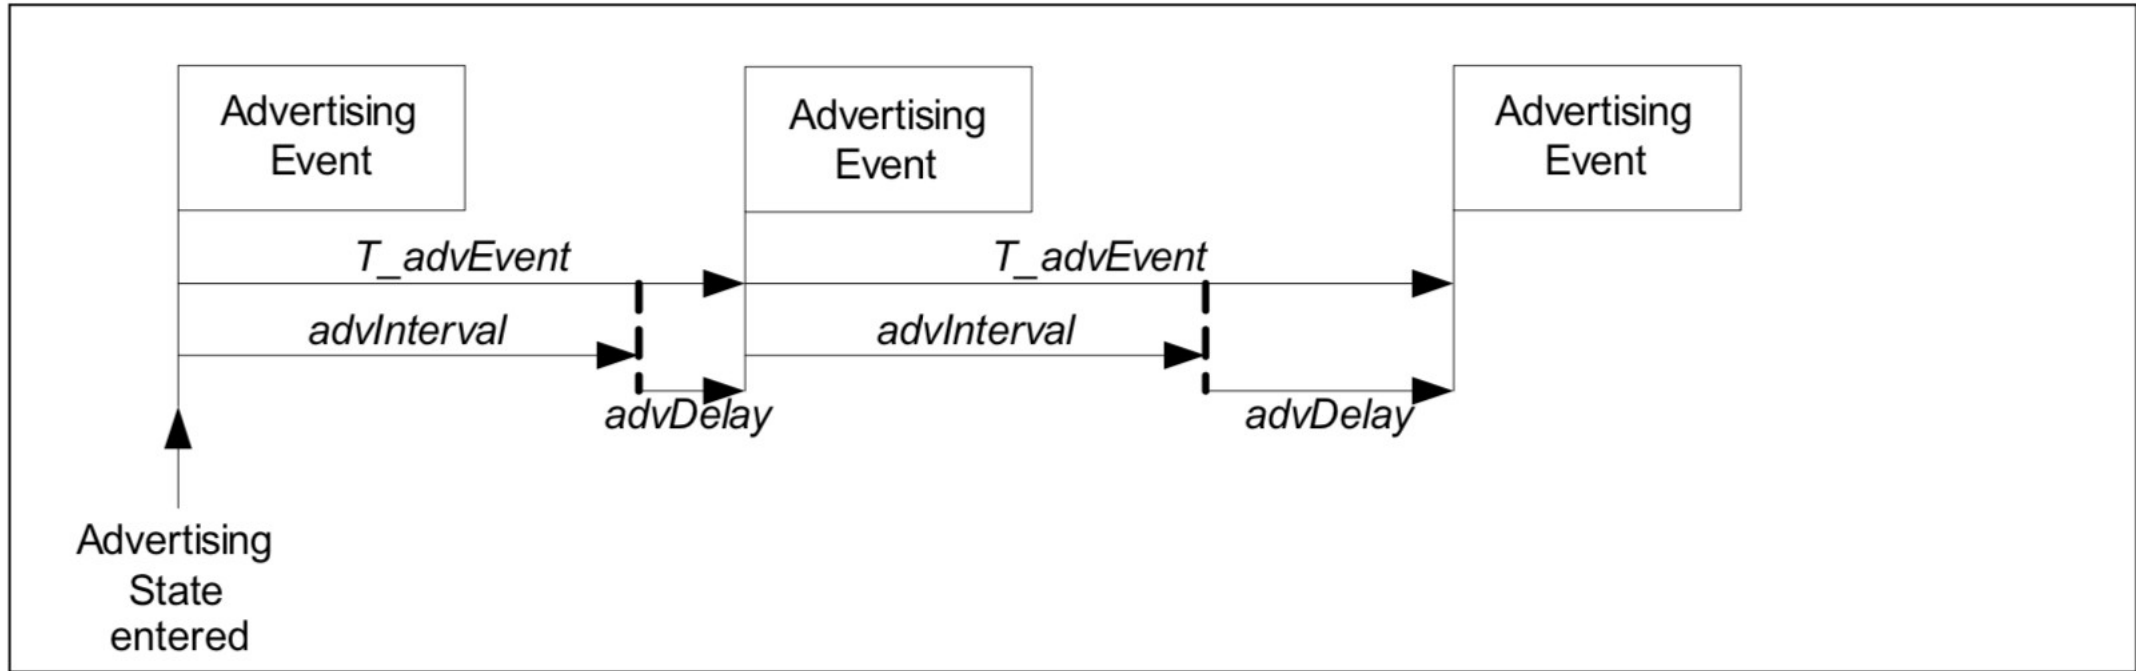 Advertising
Event
Advertising
Event
Advertising
Event
T_advEvent
T_advEvent
advInterval
advInterval
advDelay
advDelay
Advertising
State
entered